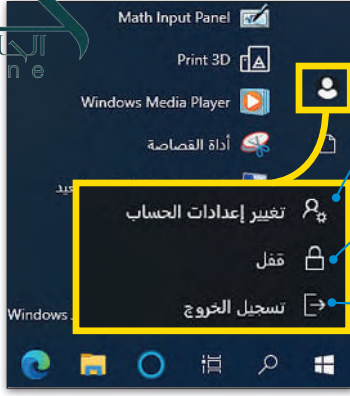 Math Input Panel
n e
Print 3D
Windows Media Player
أداة القصاصة
تغيير إعدادات الحساب
قفل
تسجيل الخروج
Windows